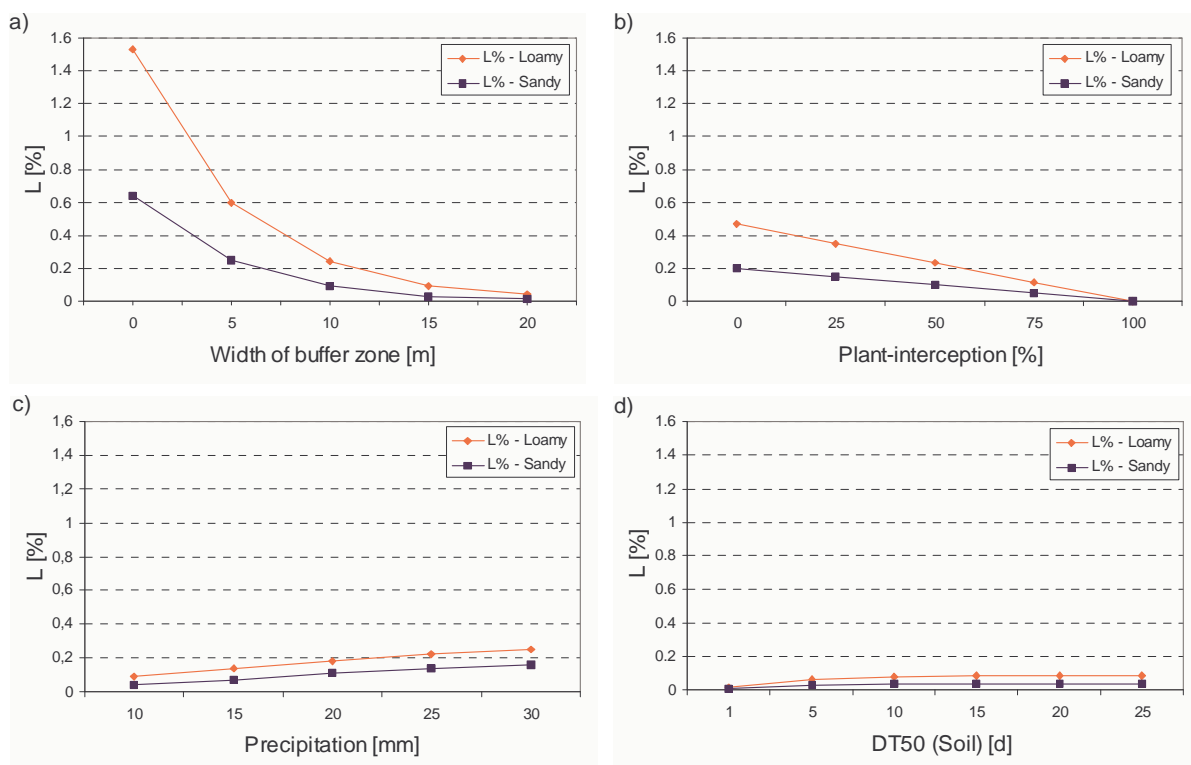 a)
1.6
1.4
1.2
1
0.8
0.6
0.4
0.2
0
L [%]
L% - Loamy
L% - Sandy
0 5 10 15 20
Width of buffer zone [m]
b)
1.6
1.4
1.2
1
0.8
0.6
0.4
0.2
0
L [%]
L% - Loamy
L% - Sandy
0 25 50 75 100
Plant-interception [%]
c)
1.6
1,4
1,2
1
0,8
0,6
0.4
0,2
0
L [%]
L% - Loamy
L% - Sandy
10 15 20 25 30
Precipitation [mm]
d)
1.6
1,4
1,2
1
0,8
0,6
0.4
0,2
0
L [%]
L% - Loamy
L% - Sandy
1 5 10 15 20 25
DT50 (Soil) [d]